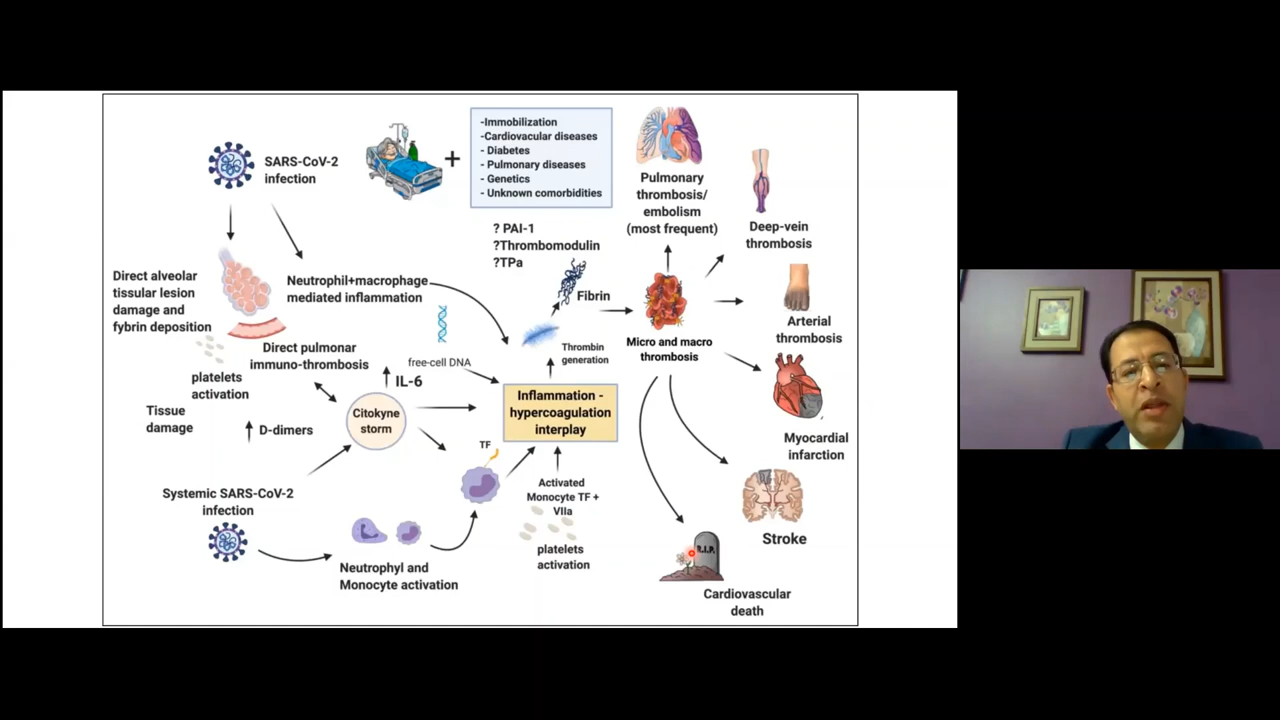 -Immobilization
-Cardiovascular diseases
- Diabetes
- Pulmonary diseases
- Genetics
- Unknown comorbidities
SARS-CoV-2
infection
+
Pulmonary
thrombosis/
embolism
(most frequent)
Deep-vein
thrombosis
? PAI-1
?Thrombomodulin
?TPa
Direct alveolar
tissular lesion
damage and
fybrin deposition
Neutrophil+macrophage
mediated inflammation
Fibrin
Arterial
thrombosis
Micro and macro
thrombosis
Thrombin
generation
Direct pulmonar
immuno-thrombosis
free-cell DNA
IL-6
platelets
activation
Tissue
damage
D-dimers
Citokyne
storm
Inflammation -
hypercoagulation
interplay
Myocardial
infarction
TF
Activated
Monocyte TF +
VIIa
Systemic SARS-CoV-2
infection
Stroke
platelets
activation
R.I.P.
Neutrophyl and
Monocyte activation
Cardiovascular
death